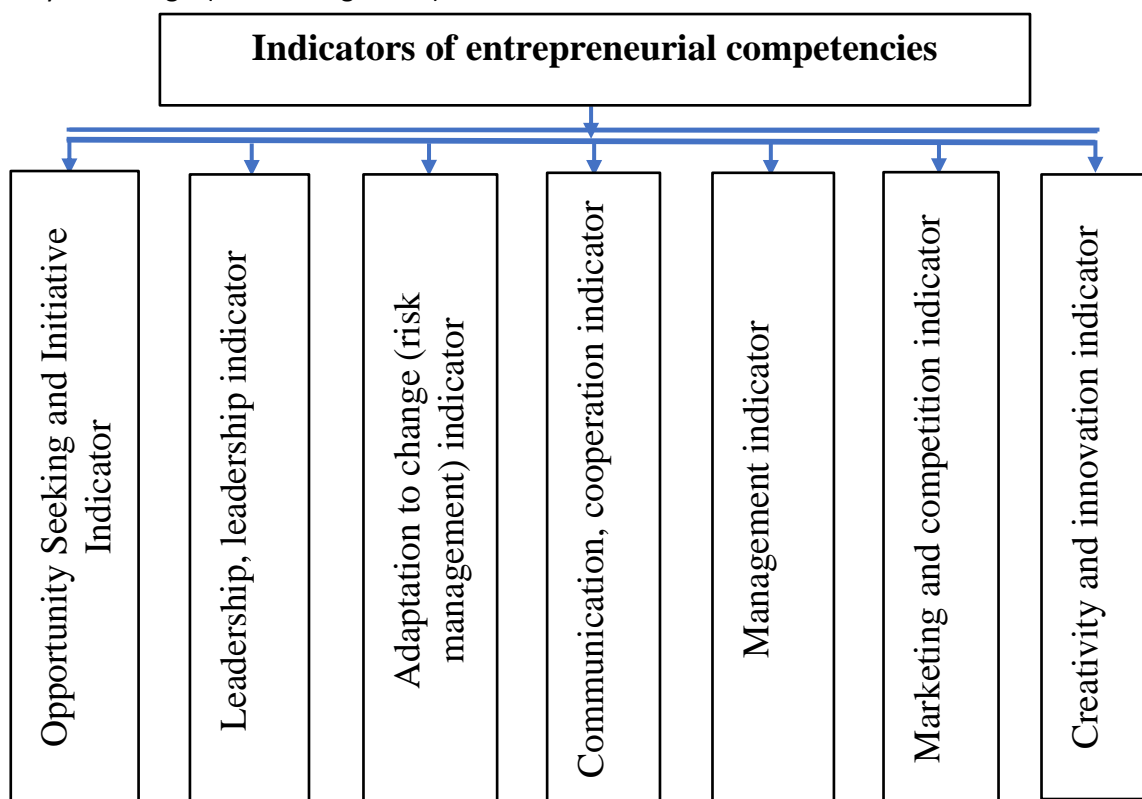 Indicators of entrepreneurial competencies
Opportunity Seeking and Initiative
Indicator
Leadership, leadership indicator
Adaptation to change (risk
management) indicator
Communication, cooperation indicator
Management indicator
Marketing and competition indicator
Creativity and innovation indicator